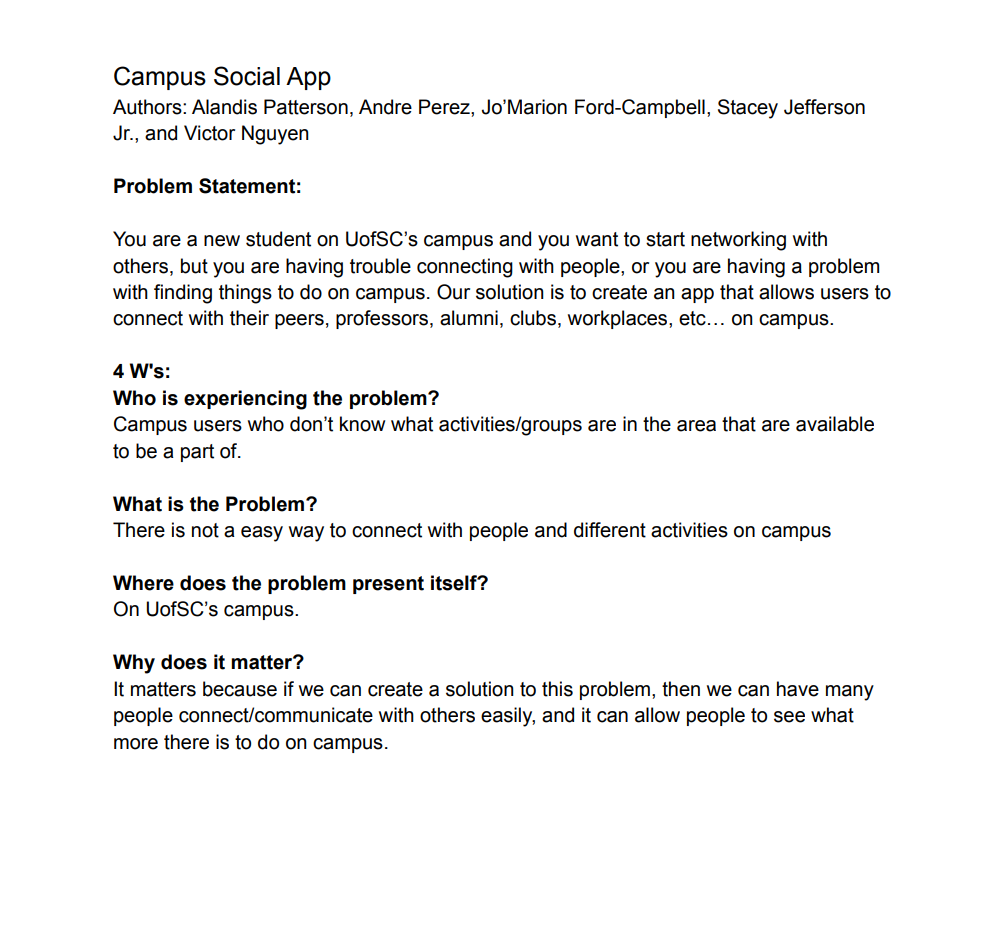 Campus Social App
Authors: Alandis Patterson, Andre Perez, Jo’Marion Ford-Campbell, Stacey Jefferson
Jr., and Victor Nguyen
Problem Statement:
You are a new student on UofSC’s campus and you want to start networking with
others, but you are having trouble connecting with people, or you are having a problem
with finding things to do on campus. Our solution is to create an app that allows users to
connect with their peers, professors, alumni, clubs, workplaces, etc… on campus.
4 W's:
Who is experiencing the problem?
Campus users who don’t know what activities/groups are in the area that are available
to be a part of.
What is the Problem?
There is not a easy way to connect with people and different activities on campus
Where does the problem present itself?
On UofSC’s campus.
Why does it matter?
It matters because if we can create a solution to this problem, then we can have many
people connect/communicate with others easily, and it can allow people to see what
more there is to do on campus.